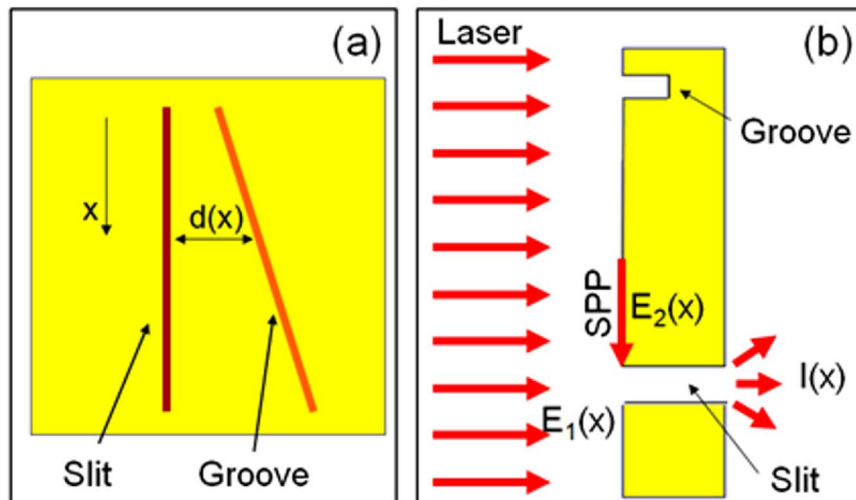 (a)
x
d(x)
Slit
Groove
Laser
(b)
Groove
SPP
E₂(x)
I(x)
E₁(x)
Slit